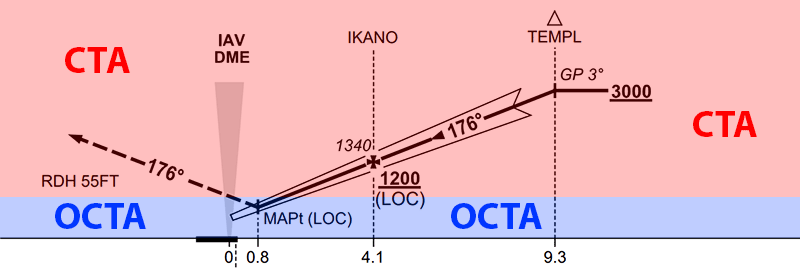 IAV
DME
IKANO
TEMPL
CTA
GP 3°
3000
CTA
176°
1340
176°
1200
(LOC)
RDH 55FT
OCTA
MAPt (LOC)
OCTA
0
0.8
4.1
9.3